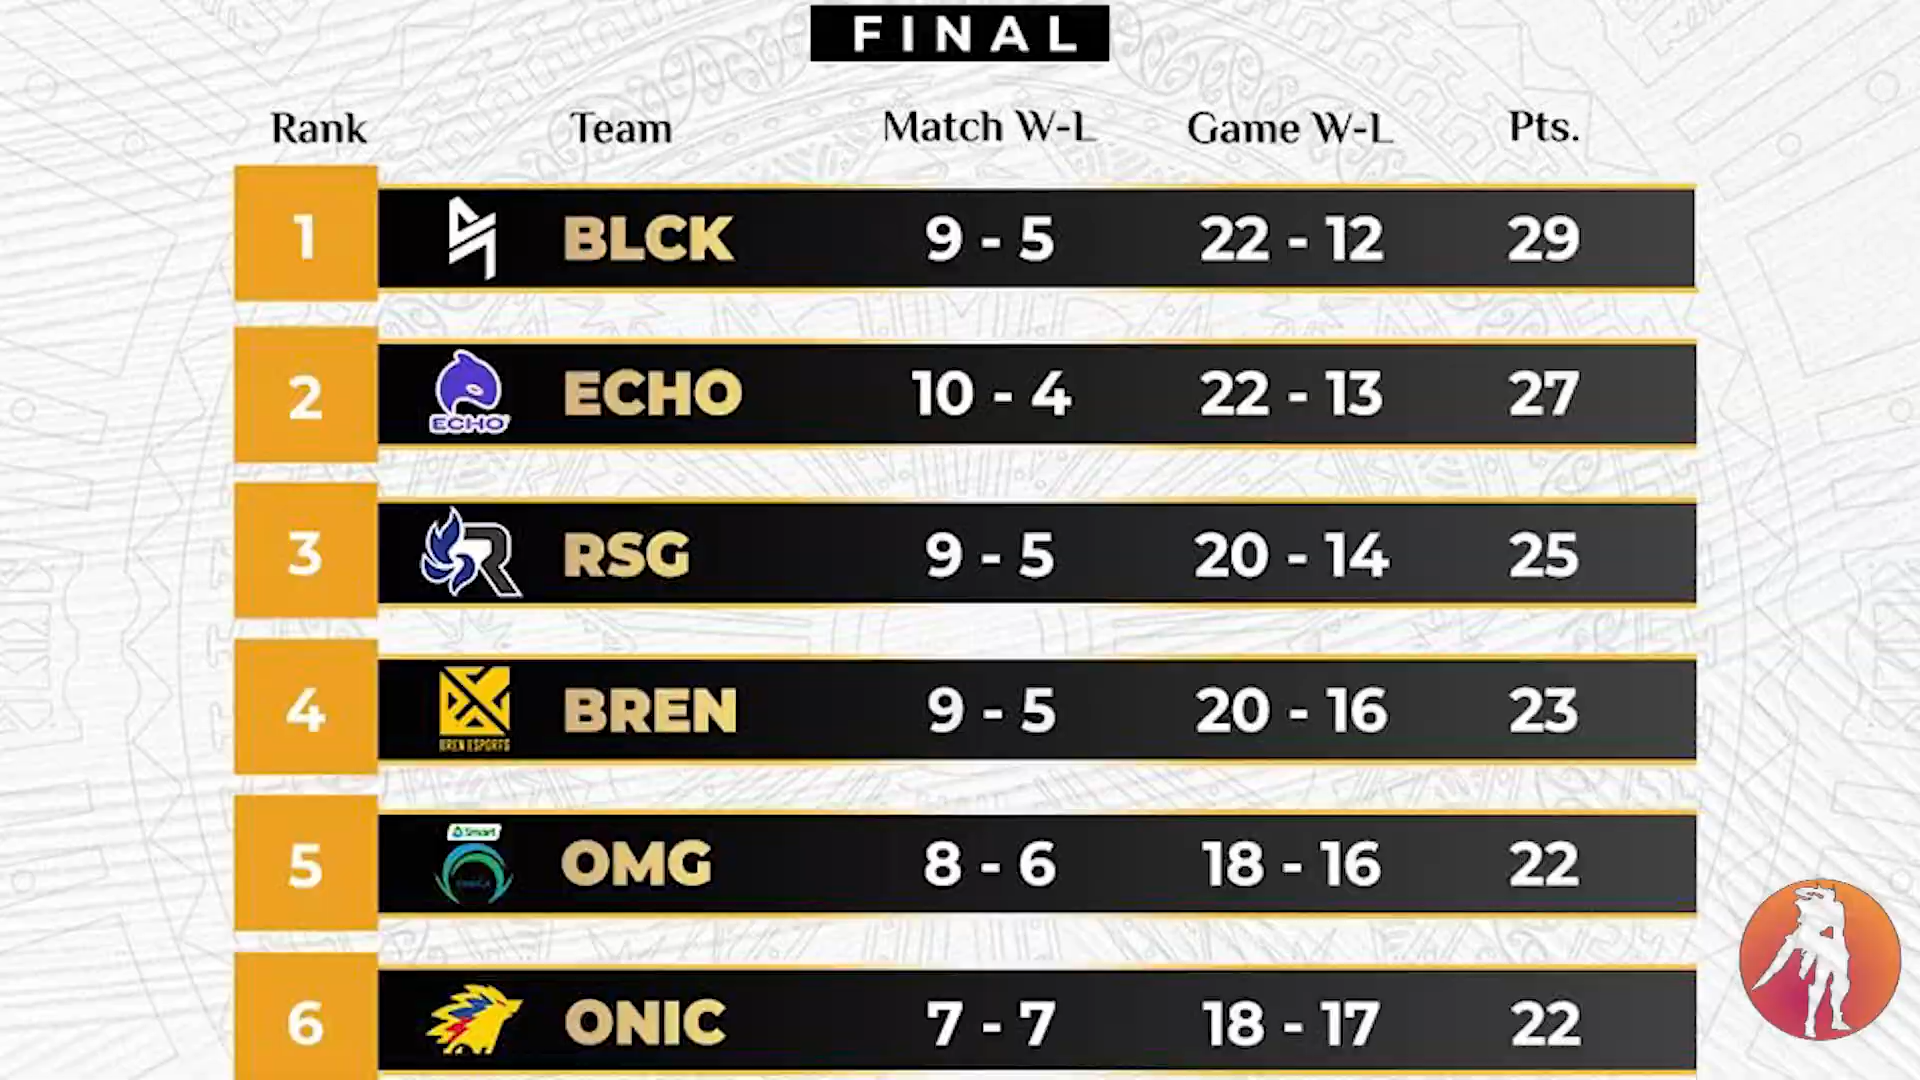 FINAL
Rank Team Match W-L Game W-L Pts.
1 BLCK 9 - 5 22 - 12 29
2 ECHO ECHO 10 - 4 22 - 13 27
3 RSG 9 - 5 20 - 14 25
4 BREN ESPORTS BREN 9 - 5 20 - 16 23
5 Smart OMG 8 - 6 18 - 16 22
6 ONIC 7 - 7 18 - 17 22